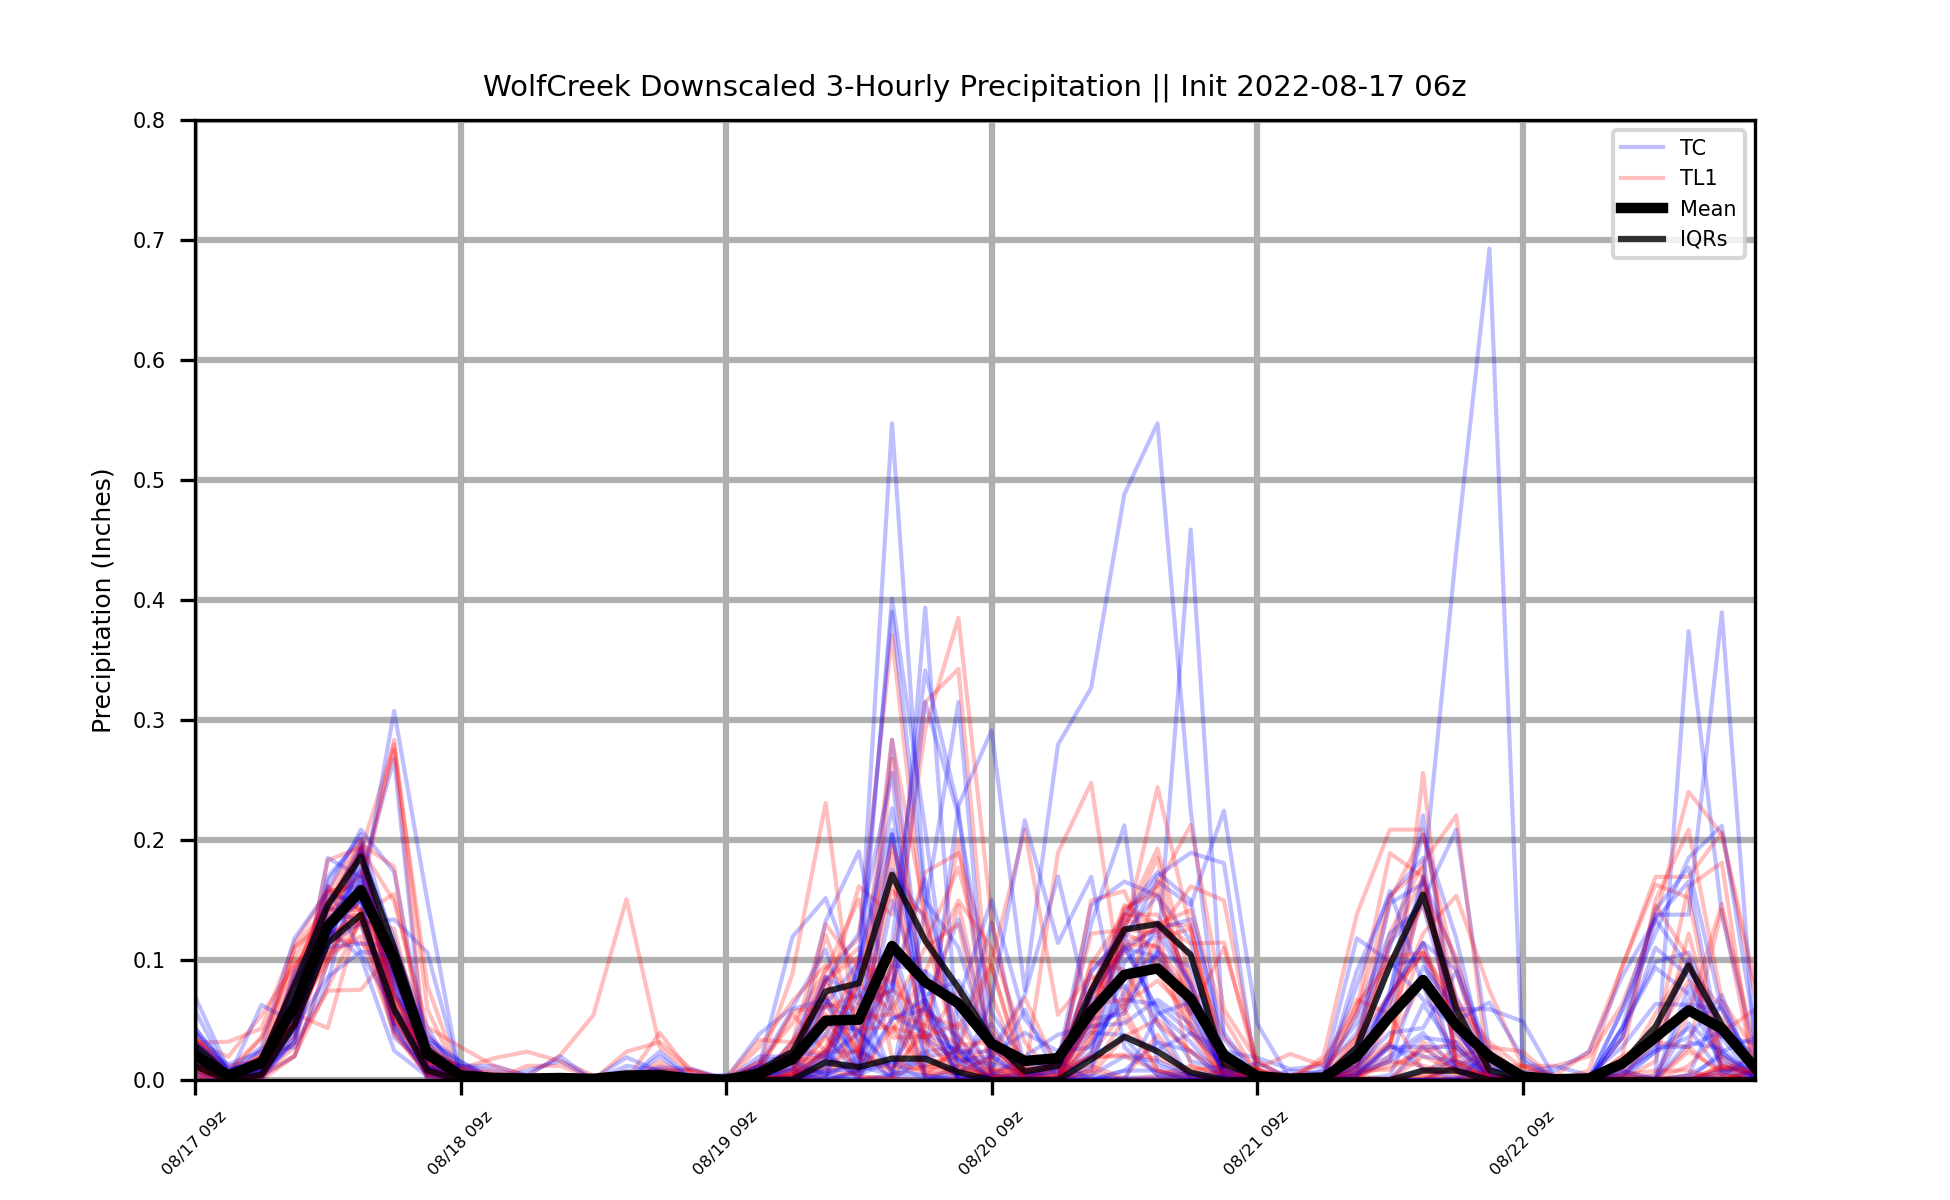 WolfCreek Downscaled 3-Hourly Precipitation || Init 2022-08-17 06z
Precipitation (Inches)
0.8
0.7
0.6
0.5
0.4
0.3
0.2
0.1
0.0
TC
TL1
Mean
IQRs
08/17 09z
08/18 09z
08/19 09z
08/20 09z
08/21 09z
08/22 09z